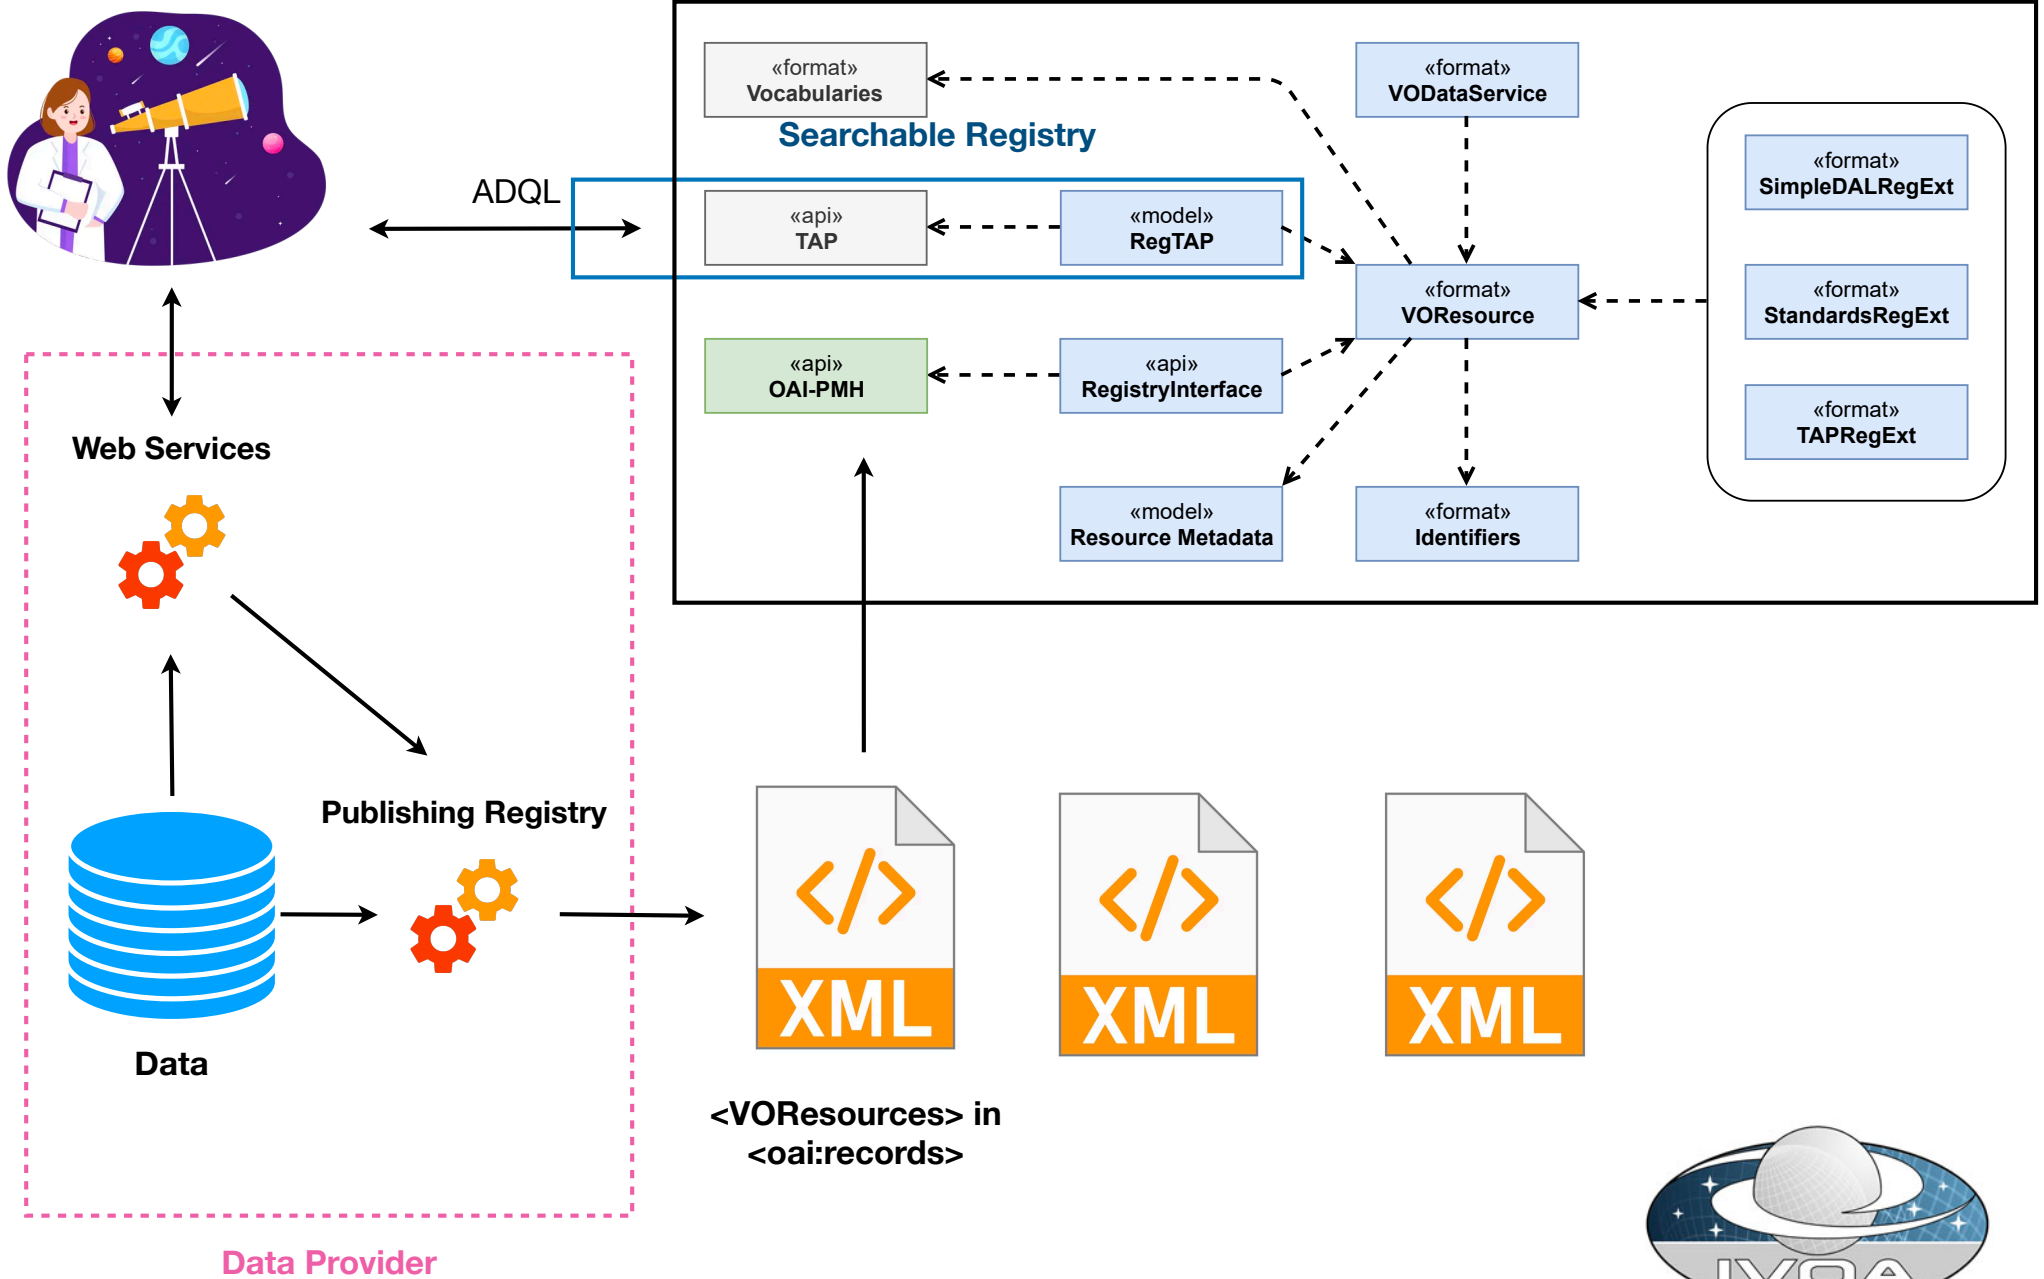 «format»
Vocabularies
«format»
VODataService
Searchable Registry
«format»
SimpleDALRegExt
ADQL
«api»
TAP
«model»
RegTAP
«format»
VOResource
«format»
StandardsRegExt
«api»
OAI-PMH
«api»
RegistryInterface
«format»
TAPRegExt
Web Services
«model»
Resource Metadata
«format»
Identifiers
Publishing Registry
XML
XML
XML
Data
<VOResources> in
<oai:records>
Data Provider
IVOA